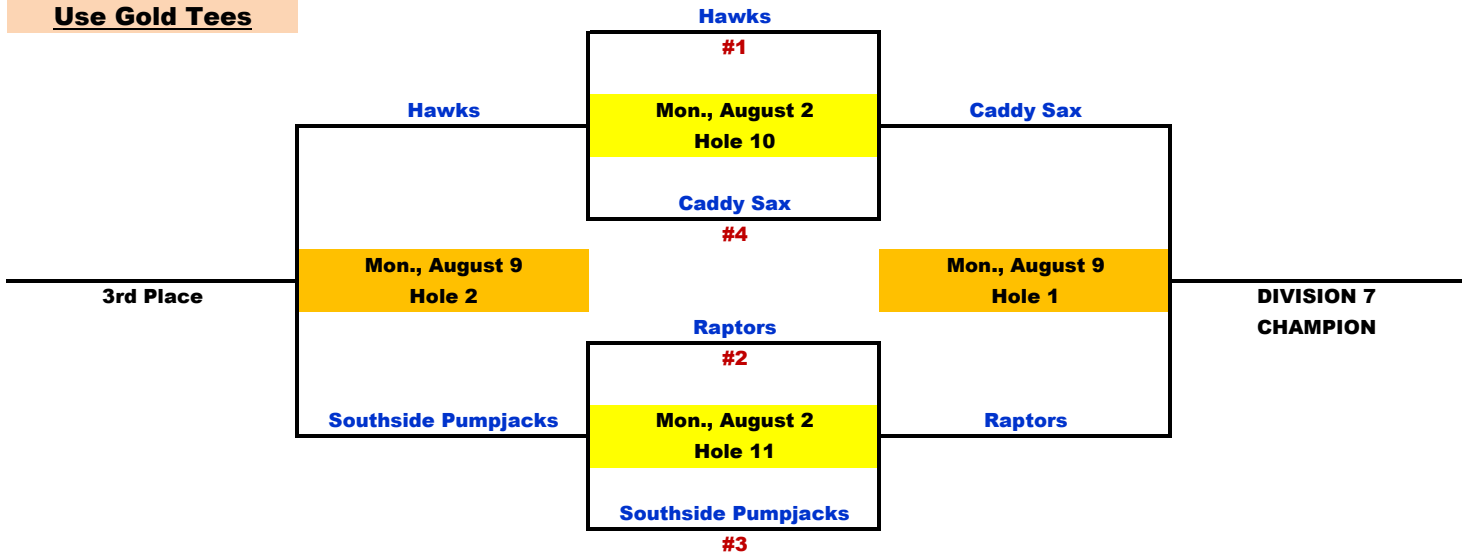 Use Gold Tees
Hawks
#1
Hawks
Mon., August 2
Hole 10
Caddy Sax
Caddy Sax
#4
Mon., August 9
Hole 2
Mon., August 9
Hole 1
3rd Place
DIVISION 7
CHAMPION
Raptors
#2
Southside Pumpjacks
Mon., August 2
Hole 11
Raptors
Southside Pumpjacks
#3